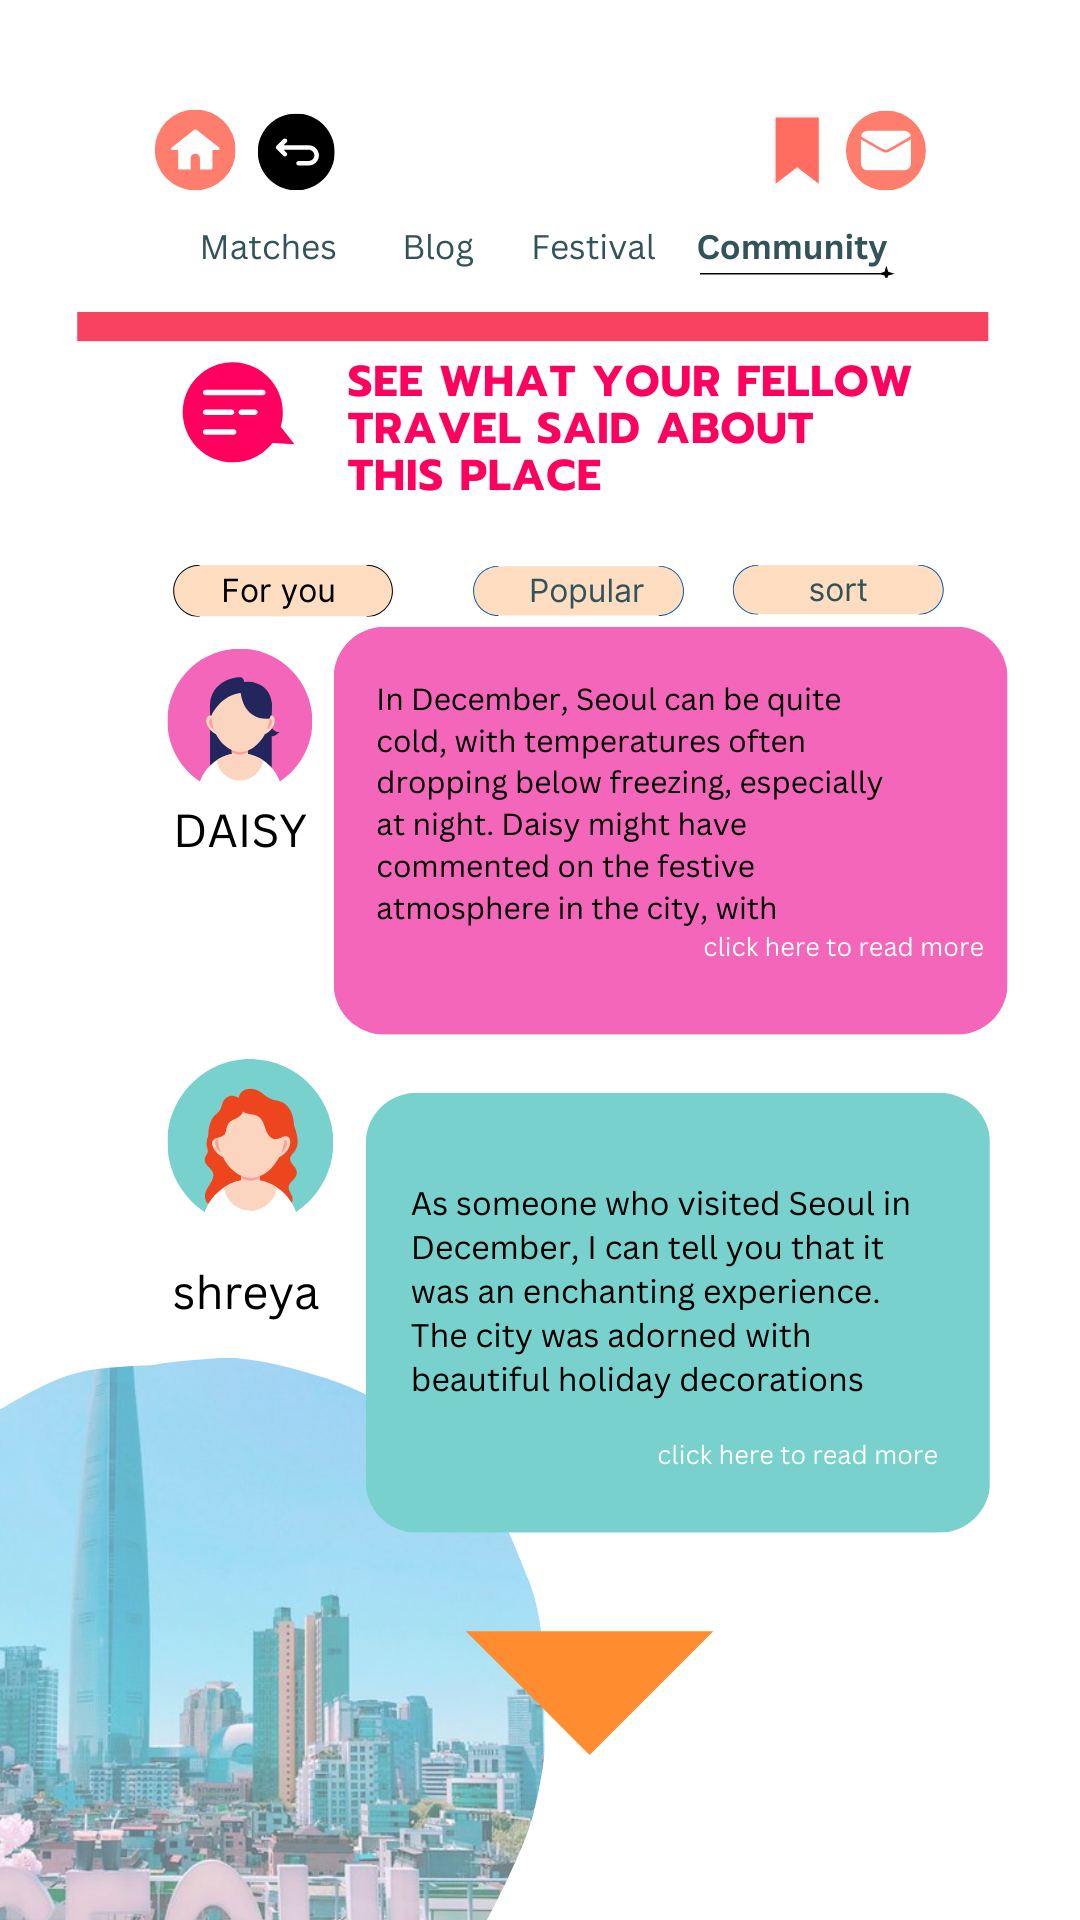 Matches Blog Festival Community
SEE WHAT YOUR FELLOW
TRAVEL SAID ABOUT
THIS PLACE
For you Popular sort
DAISY
In December, Seoul can be quite
cold, with temperatures often
dropping below freezing, especially
at night. Daisy might have
commented on the festive
atmosphere in the city, with
click here to read more
shreya
As someone who visited Seoul in
December, I can tell you that it
was an enchanting experience.
The city was adorned with
beautiful holiday decorations
click here to read more
SEOUL